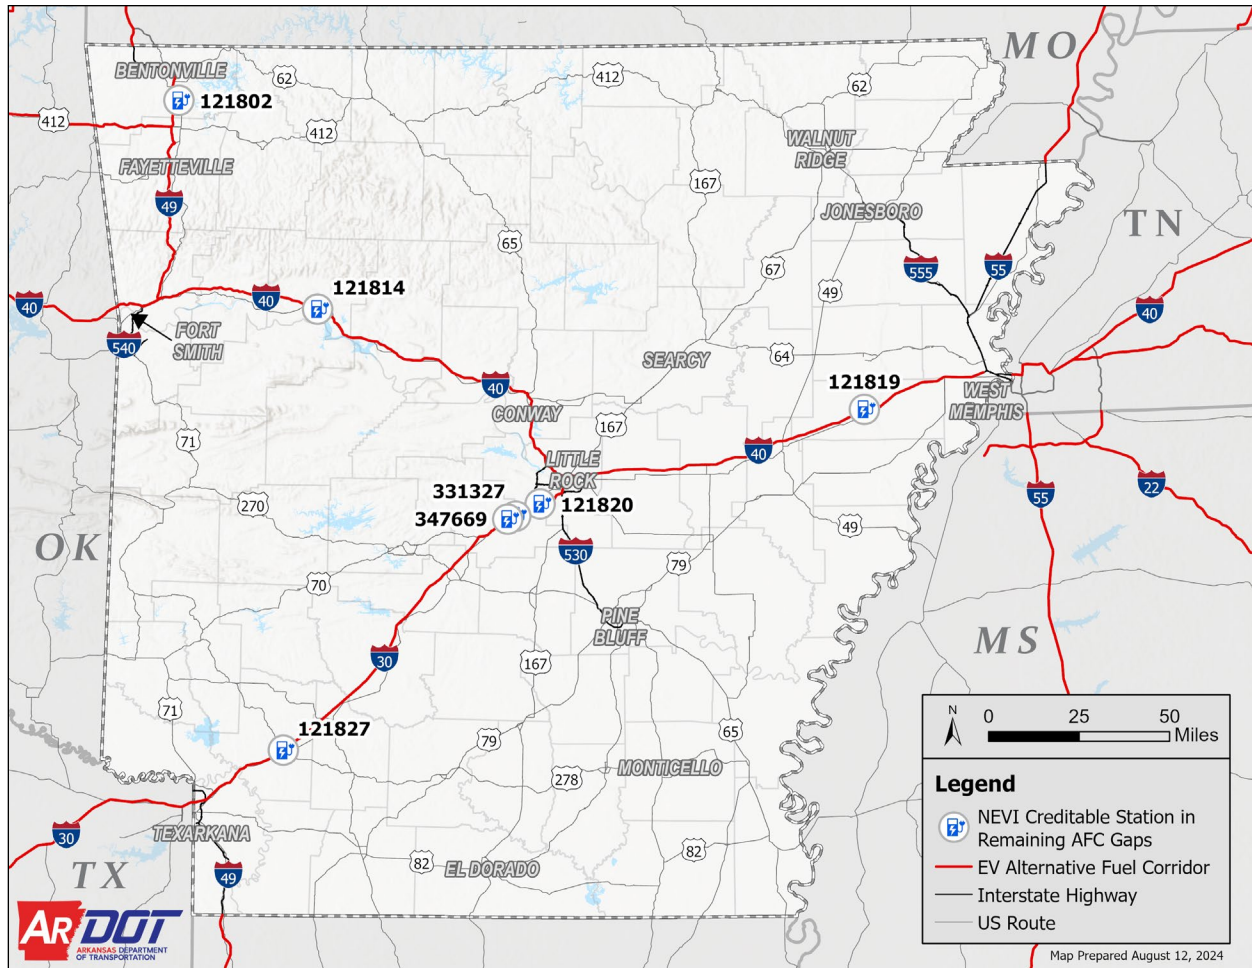 MO
BENTONVILLE
62
412
62
121802
412
412
WALNUT
RIDGE
FAYETTEVILLE
167
49
JONESBORO
TN
65
555
55
67
121814
49
40
40
40
FORT
SMITH
540
SEARCY
64
121819
40
WEST
MEMPHIS
CONWAY
167
71
40
LITTLE
ROCK
331327
347669
121820
270
55
22
49
OK
530
79
70
PINE
BLUFF
MS
30
167
71
121827
79
65
278
MONTICELLO
30
TEXARKANA
82
82
EL DORADO
TX
49
N
0 25 50
Miles
Legend
NEVI Creditable Station in
Remaining AFC Gaps
EV Alternative Fuel Corridor
Interstate Highway
US Route
ARDOT
ARKANSAS DEPARTMENT
OF TRANSPORTATION
Map Prepared August 12, 2024